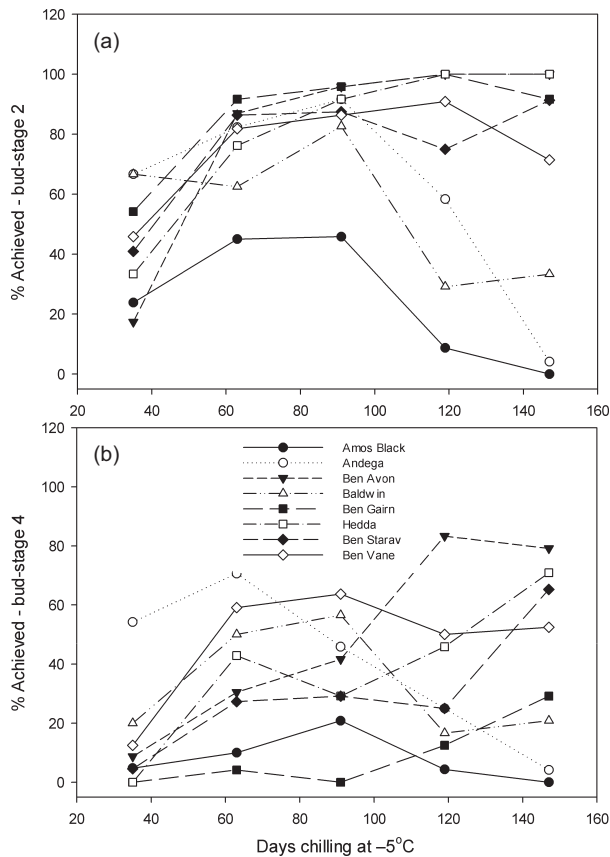 120
(a)
100
80
60
40
20
0
% Achieved - bud-stage 2
20 40 60 80 100 120 140 160
120
(b)
100
80
60
40
20
0
% Achieved - bud-stage 4
Amos Black
Andega
Ben Avon
Baldwin
Ben Gairn
Hedda
Ben Starav
Ben Vane
20 40 60 80 100 120 140 160
Days chilling at –5°C